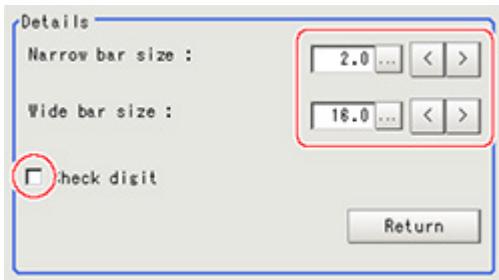 Details
Narrow bar size : 2.0 ... < >
Wide bar size : 16.0 ... < >
Check digit
Return